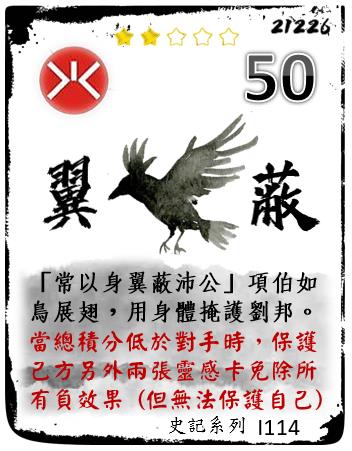 21226
50
翼 蔽
「常以身翼蔽沛公」項伯如
鳥展翅，用身體掩護劉邦。
當總積分低於對手時，保護
己方另外兩張靈感卡免除所
有負效果 (但無法保護自己)
史記系列 I114